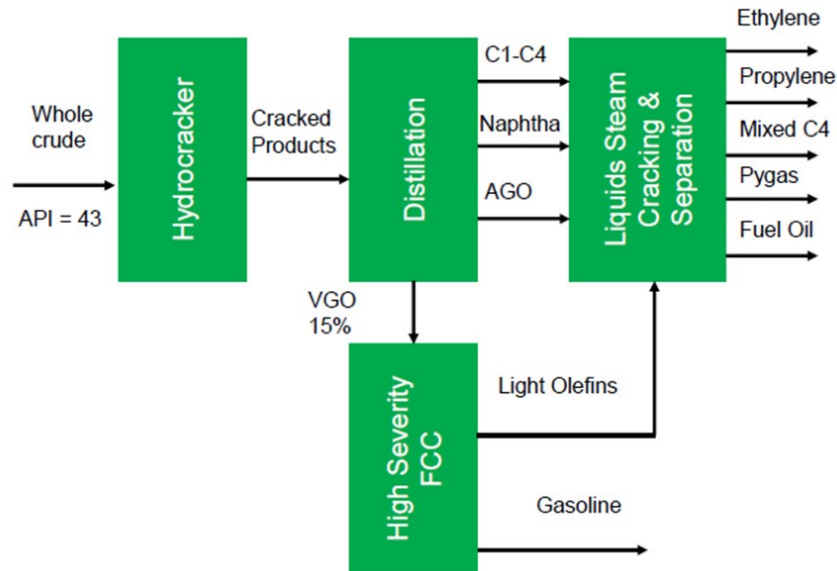 Whole
crude
API = 43
Hydrocracker
Cracked
Products
Distillation
C1-C4
Naphtha
AGO
Liquids Steam
Cracking &
Separation
Ethylene
Propylene
Mixed C4
Pygas
Fuel Oil
VGO
15%
High Severity
FCC
Light Olefins
Gasoline